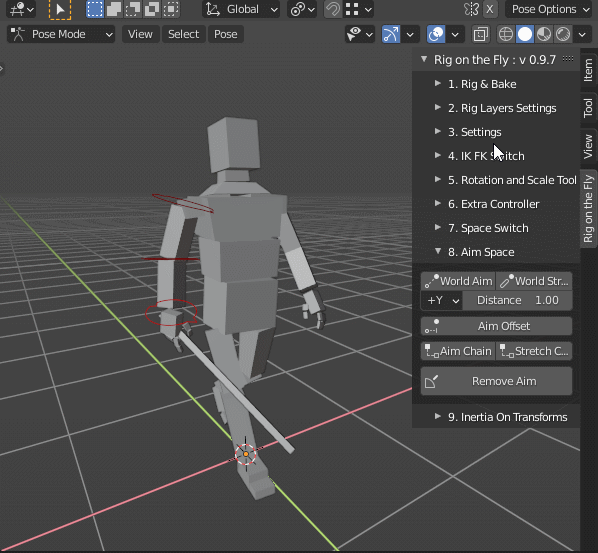 Global
X
Pose Options
Pose Mode
View
Select
Pose
Rig on the Fly : v 0.9.7
1. Rig & Bake
2. Rig Layers Settings
3. Settings
4. IK FK
5. Rotation and Scale Tool
6. Extra Controller
7. Space Switch
8. Aim Space
World Aim
World Str...
+Y
Distance 1.00
Aim Offset
Aim Chain
Stretch C...
Remove Aim
9. Inertia On Transforms
Item
Tool
View
Rig on the Fly